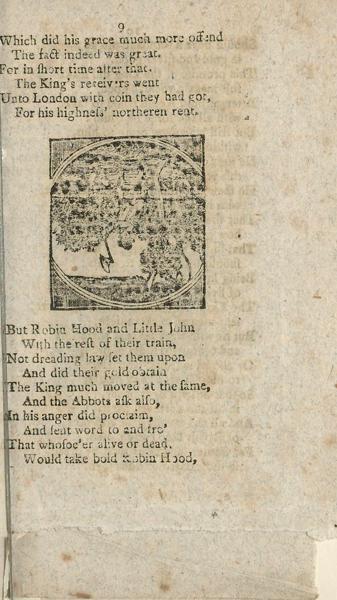 9
Which did his grace much more offend
The fact indeed was great.
For in ſhort time after that.
The King's receivers went
Unto London with coin they had got,
For his highneſs' northeren rent.
But Robin Hood and Little John
With the reſt of their train,
Not dreading law ſet them upon
And did their gold obtain
The King much moved at the ſame,
And the Abbots aſk alſo,
In his anger did proclaim,
And ſent word to and fro'
That whoſoe'er alive or dead,
Would take bold Robin Hood,